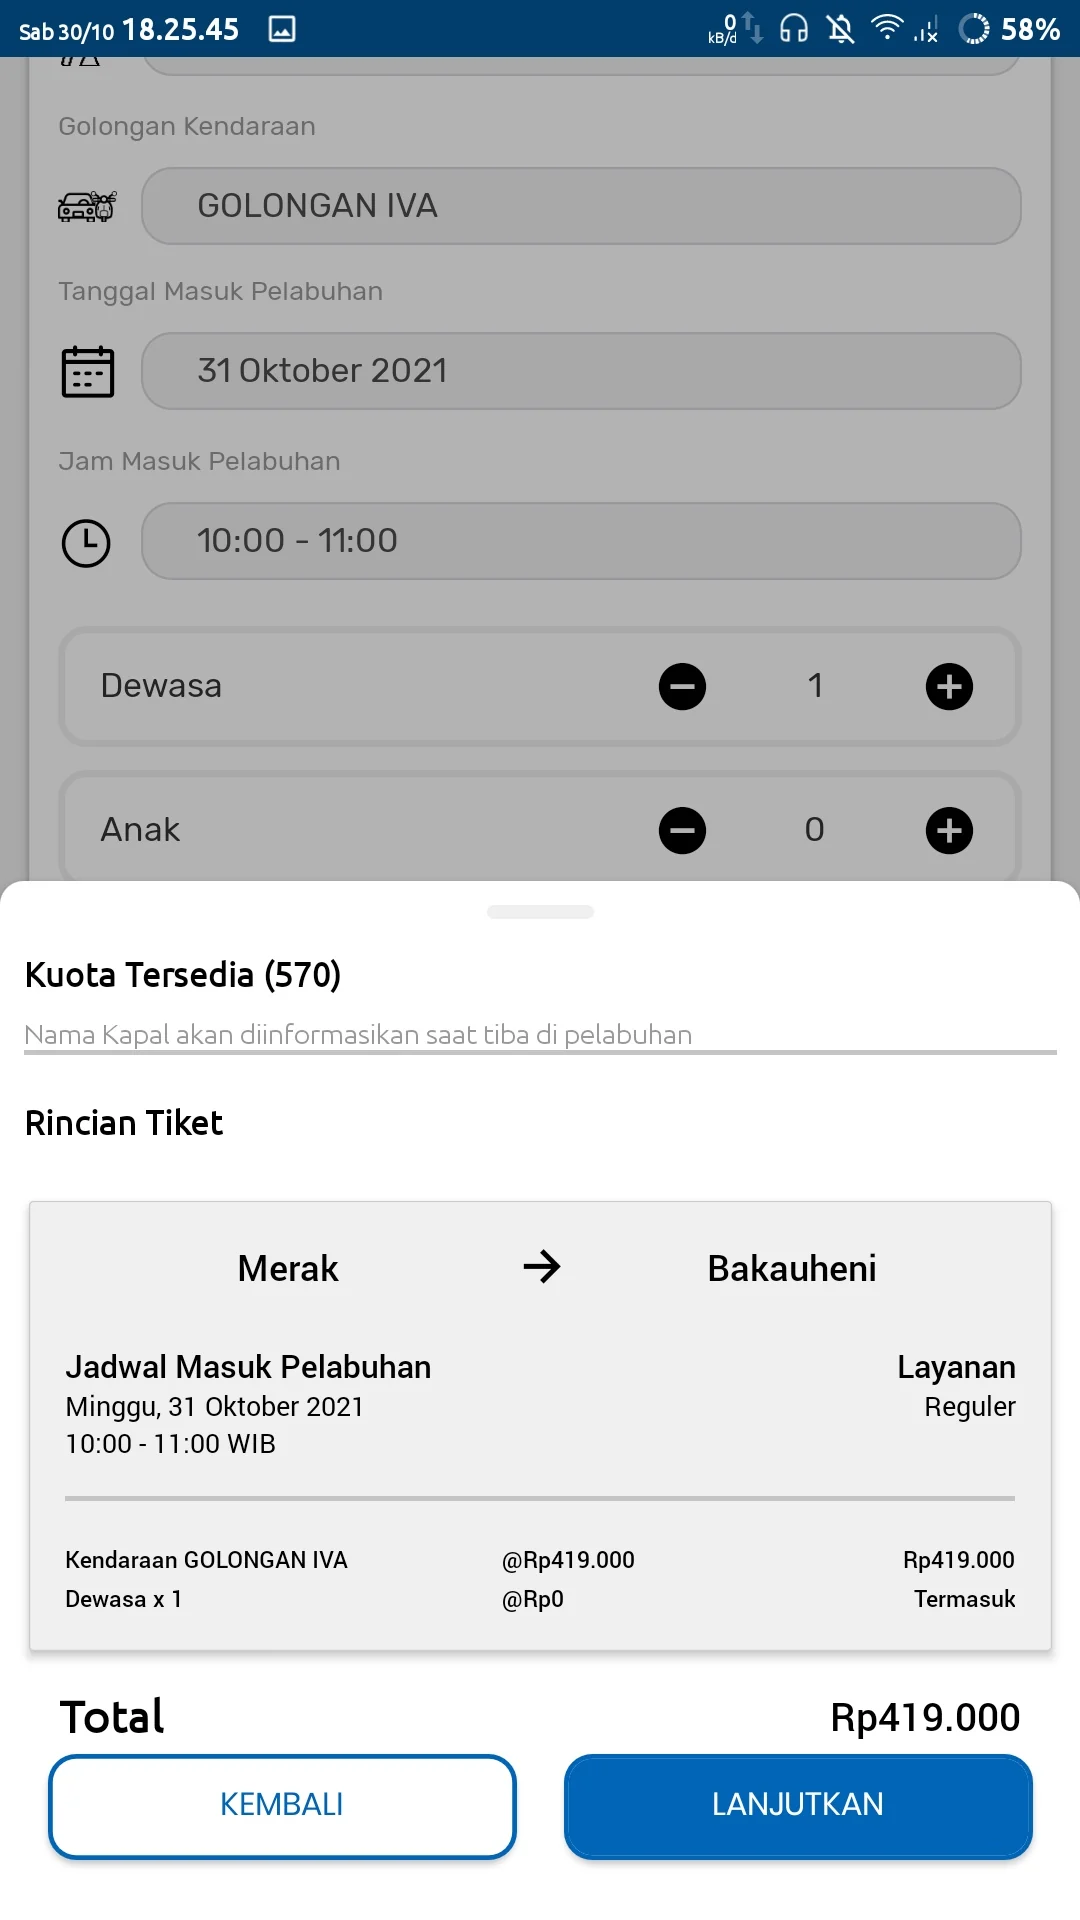 Sab 30/10 18.25.45
0
kB/d
58%
Golongan Kendaraan
GOLONGAN IVA
Tanggal Masuk Pelabuhan
31 Oktober 2021
Jam Masuk Pelabuhan
10:00 - 11:00
Dewasa 1
Anak 0
Kuota Tersedia (570)
Nama Kapal akan diinformasikan saat tiba di pelabuhan
Rincian Tiket
Merak → Bakauheni
Jadwal Masuk Pelabuhan Layanan
Minggu, 31 Oktober 2021 Reguler
10:00 - 11:00 WIB
Kendaraan GOLONGAN IVA @Rp419.000 Rp419.000
Dewasa x 1 @Rp0 Termasuk
Total Rp419.000
KEMBALI LANJUTKAN